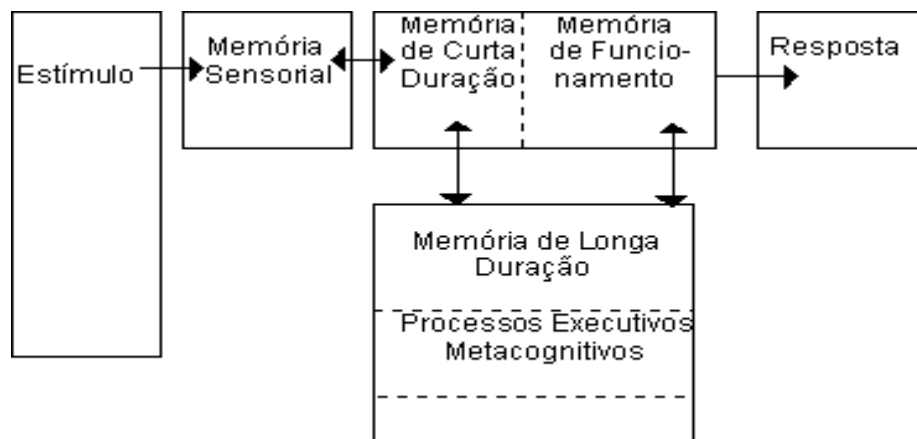 Estímulo
Memória
Sensorial
Memória
de Curta
Duração
Memória
de Funcio-
namento
Resposta
Memória de Longa
Duração
Processos Executivos
Metacognitivos